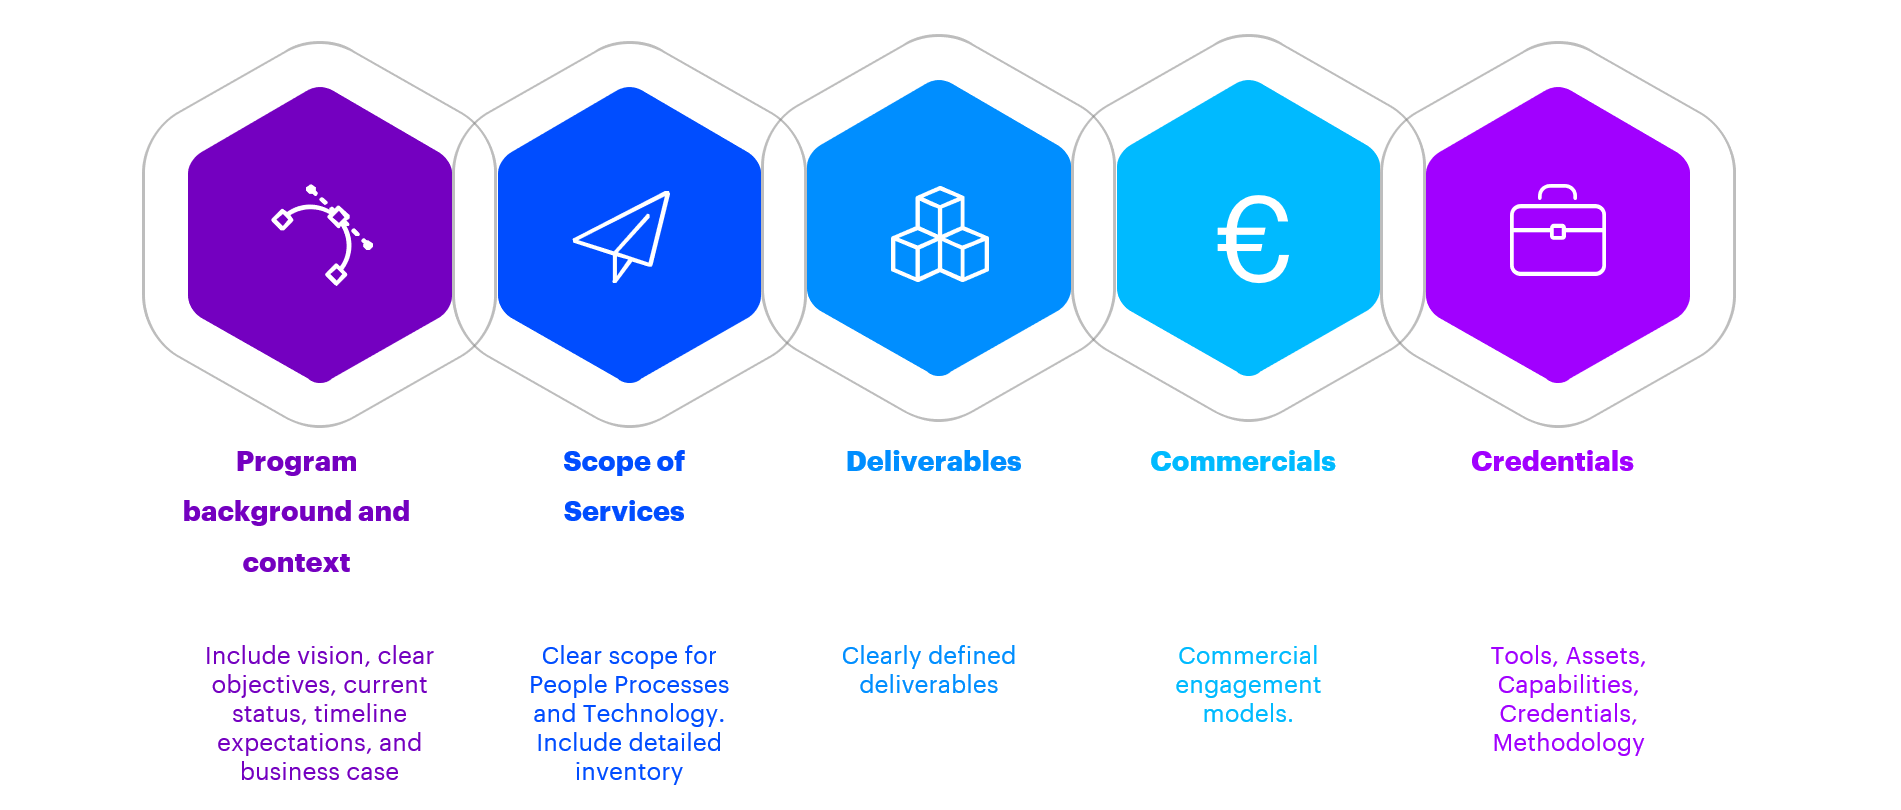 €
Program
background and
context
Scope of
Services
Deliverables
Commercials
Credentials
Include vision, clear
objectives, current
status, timeline
expectations, and
business case
Clear scope for
People Processes
and Technology.
Include detailed
inventory
Clearly defined
deliverables
Commercial
engagement
models.
Tools, Assets,
Capabilities,
Credentials,
Methodology